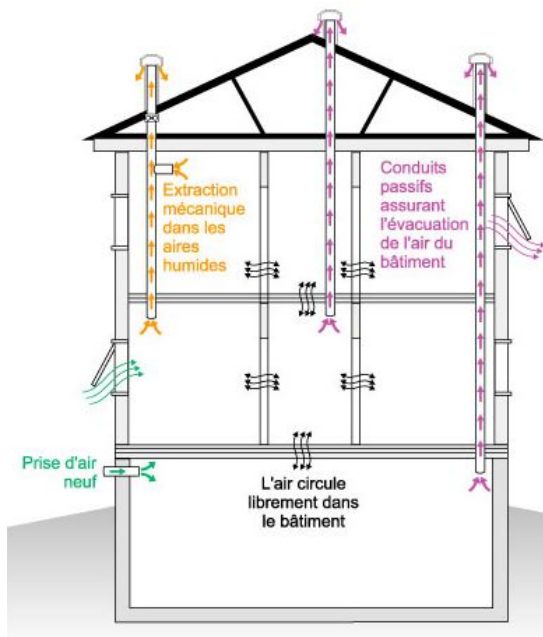 Extraction
mécanique
dans les
aires
humides
Conduits
passifs
assurant
l'évacuation
de l'air du
bâtiment
Prise d'air
neuf
L'air circule
librement dans
le bâtiment